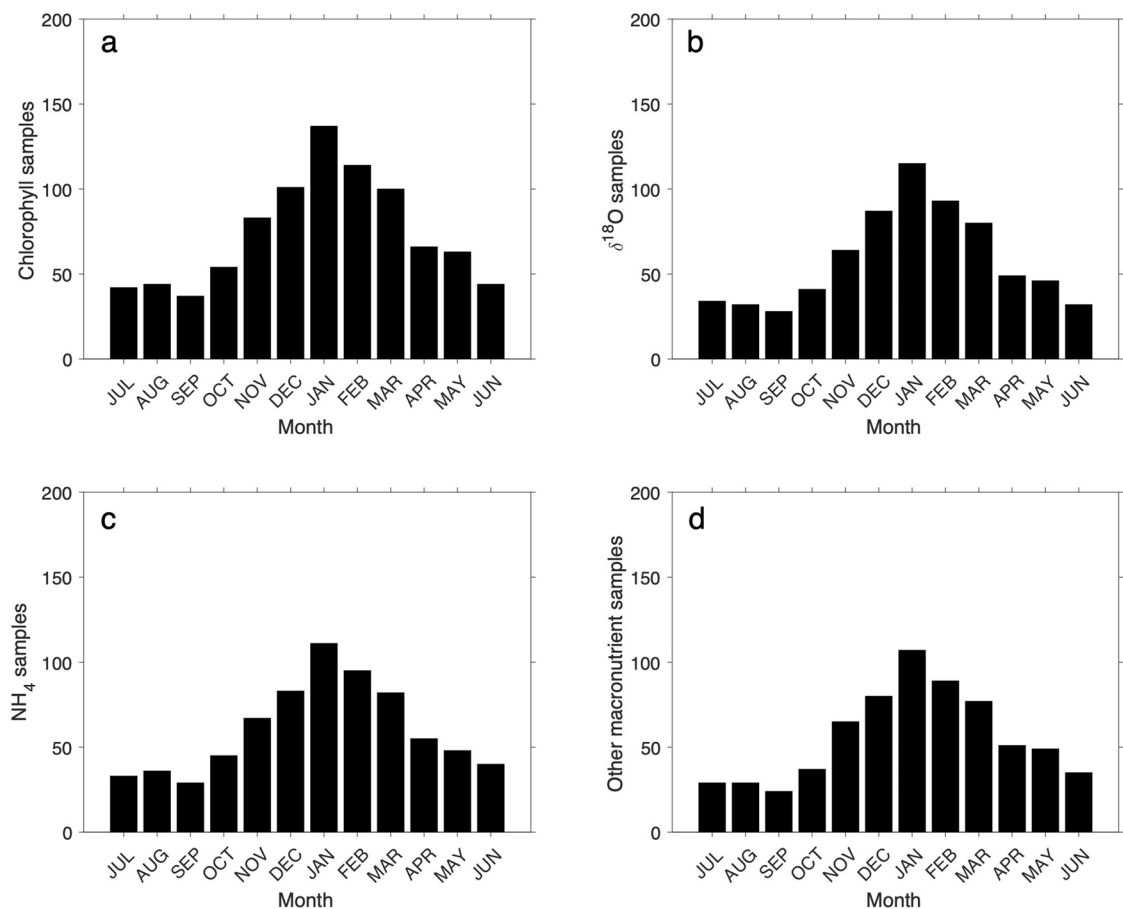 a
Chlorophyll samples
200
150
100
50
0
JUL AUG SEP OCT NOV DEC JAN FEB MAR APR MAY JUN
Month
b
δ¹⁸O samples
200
150
100
50
0
JUL AUG SEP OCT NOV DEC JAN FEB MAR APR MAY JUN
Month
c
NH₄ samples
200
150
100
50
0
JUL AUG SEP OCT NOV DEC JAN FEB MAR APR MAY JUN
Month
d
Other macronutrient samples
200
150
100
50
0
JUL AUG SEP OCT NOV DEC JAN FEB MAR APR MAY JUN
Month